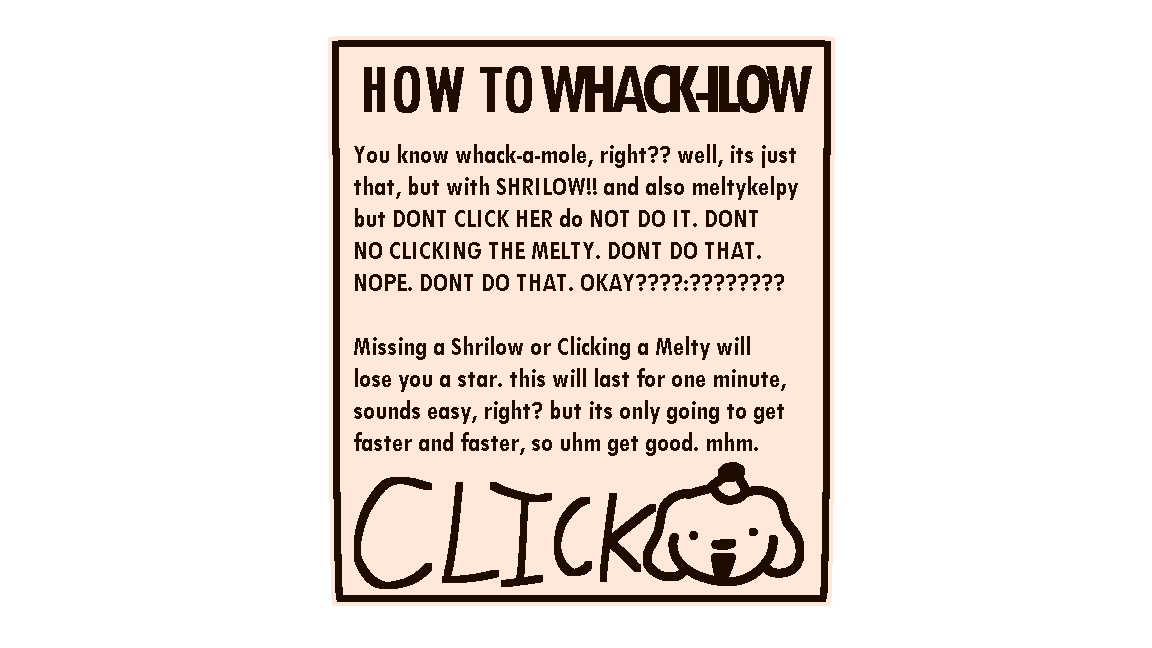 HOW TO WHACK-ILOW
You know whack-a-mole, right?? well, its just
that, but with SHRILOW!! and also meltykelpy
but DONT CLICK HER do NOT DO IT. DONT
NO CLICKING THE MELTY. DONT DO THAT.
NOPE. DONT DO THAT. OKAY????:????????
Missing a Shrilow or Clicking a Melty will
lose you a star. this will last for one minute,
sounds easy, right? but its only going to get
faster and faster, so uhm get good. mhm.
CLICK